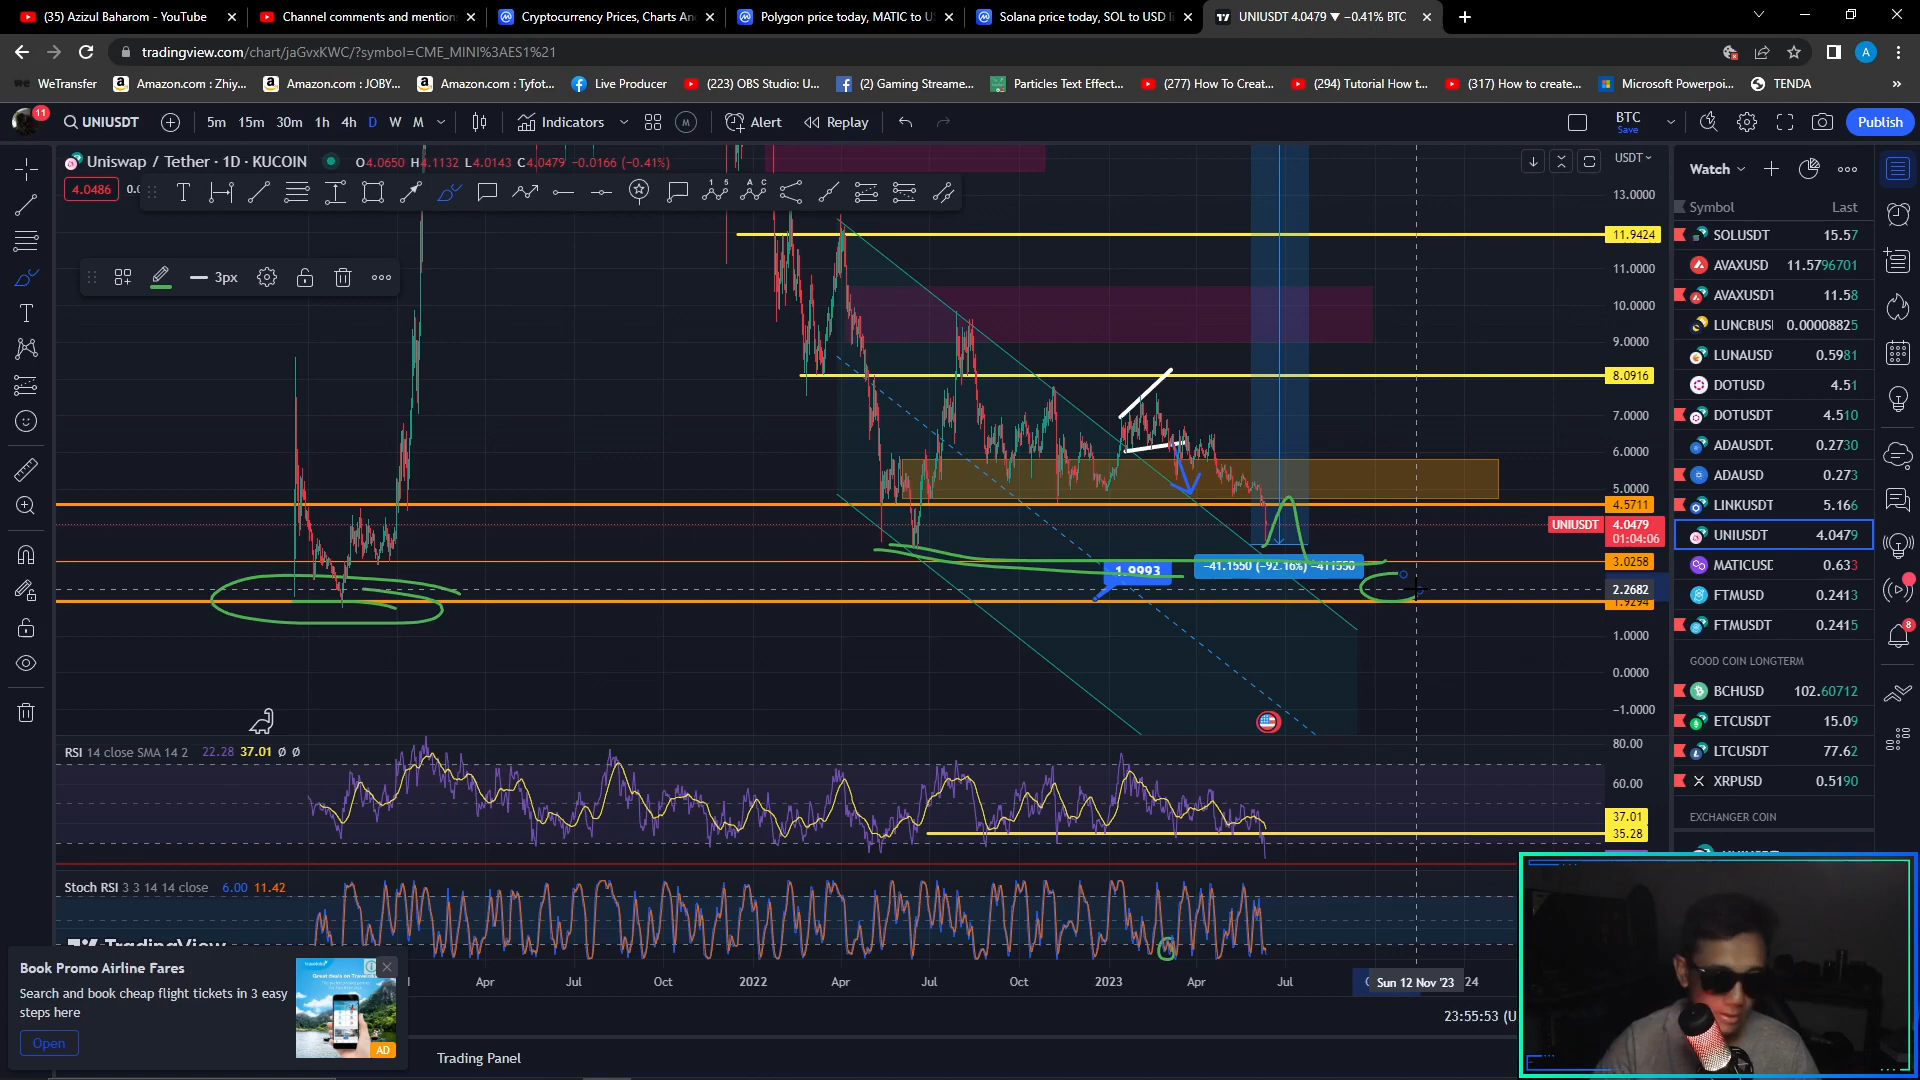 (35) Azizul Baharom - YouTube
Channel comments and mention
Cryptocurrency Prices, Charts An
Polygon price today, MATIC to U
Solana price today, SOL to USD li
UNIUSDT 4.0479 ▼ −0.41% BTC
tradingview.com/chart/jaGvxKWC/?symbol=CME_MINI%3AES1%21
WeTransfer
Amazon.com : Zhiy...
Amazon.com : JOBY...
Amazon.com : Tyfot...
Live Producer
(223) OBS Studio: U...
(2) Gaming Streame...
Particles Text Effect...
(277) How To Creat...
(294) Tutorial How t...
(317) How to create...
Microsoft Powerpoi...
TENDA
»
11
UNIUSDT
5m 15m 30m 1h 4h D W M
Indicators
Alert
Replay
BTC
Save
Publish
Uniswap / Tether · 1D · KUCOIN
O4.0650 H4.1132 L4.0143 C4.0479 −0.0166 (−0.41%)
USDT
4.0486
3px
13.0000
11.9424
11.0000
10.0000
9.0000
8.0916
7.0000
6.0000
5.0000
4.5711
UNIUSDT 4.0479
01:04:06
3.0258
2.2682
1.9294
1.0000
0.0000
−1.0000
1.9993
−41.1550 (−92.16%) −411550
Watch
Symbol Last
SOLUSDT 15.57
AVAXUSD 11.5796701
AVAXUSDT 11.58
LUNCBUSI 0.00008825
LUNAUSD 0.5981
DOTUSD 4.51
DOTUSDT 4.510
ADAUSDT. 0.2730
ADAUSD 0.273
LINKUSDT 5.166
UNIUSDT 4.0479
MATICUSD 0.633
FTMUSD 0.2413
FTMUSDT 0.2415
GOOD COIN LONGTERM
BCHUSD 102.60712
ETCUSDT 15.09
LTCUSDT 77.62
XRPUSD 0.5190
EXCHANGER COIN
8
RSI 14 close SMA 14 2 22.28 37.01 Ø Ø
80.00
60.00
37.01
35.28
Stoch RSI 3 3 14 14 close 6.00 11.42
TradingView
Apr Jul Oct 2022 Apr Jul Oct 2023 Apr Jul
Sun 12 Nov '23
24
23:55:53 (U
Trading Panel
Book Promo Airline Fares
Search and book cheap flight tickets in 3 easy
steps here
Open
AD